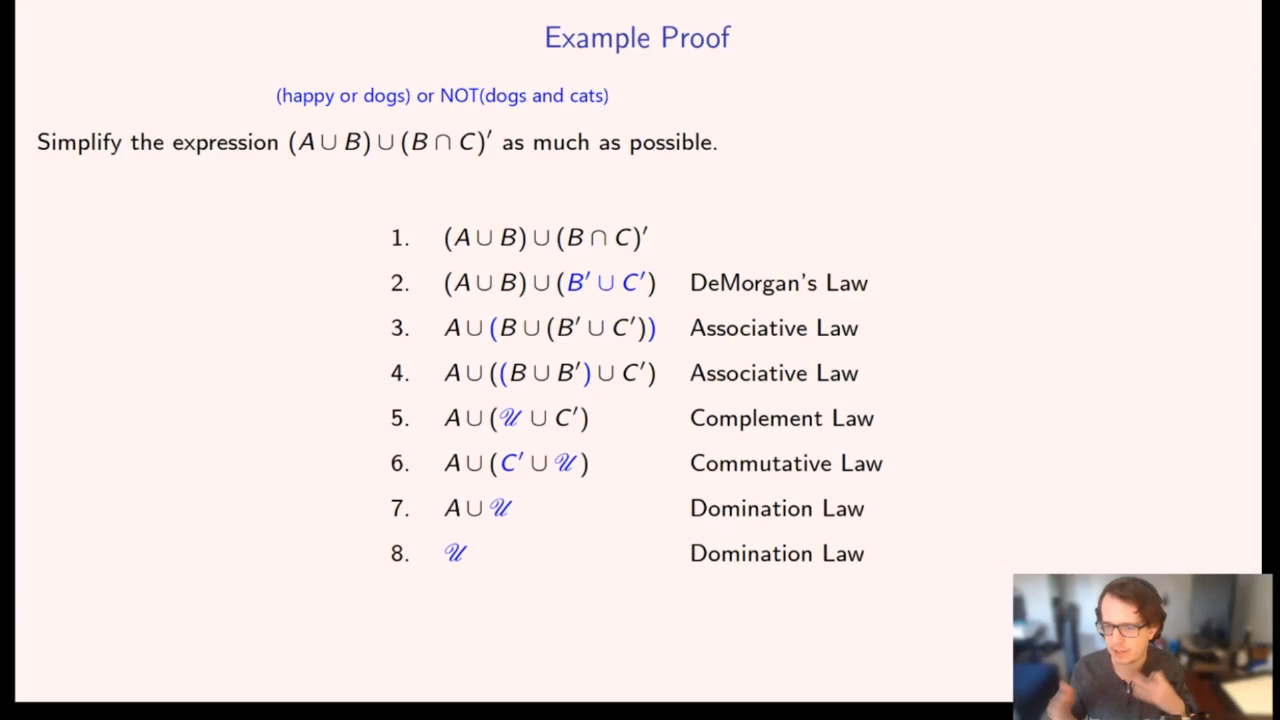 Example Proof
(happy or dogs) or NOT(dogs and cats)
Simplify the expression (A ∪ B) ∪ (B ∩ C)′ as much as possible.
1. (A ∪ B) ∪ (B ∩ C)′
2. (A ∪ B) ∪ (B′ ∪ C′) DeMorgan's Law
3. A ∪ (B ∪ (B′ ∪ C′)) Associative Law
4. A ∪ ((B ∪ B′) ∪ C′) Associative Law
5. A ∪ (𝒰 ∪ C′) Complement Law
6. A ∪ (C′ ∪ 𝒰) Commutative Law
7. A ∪ 𝒰 Domination Law
8. 𝒰 Domination Law